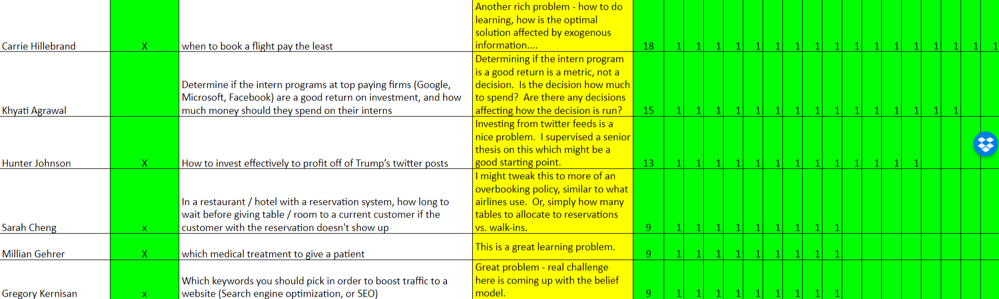 Another rich problem - how to do
learning, how is the optimal
solution affected by exogenous
information....
Carrie Hillebrand X when to book a flight pay the least 18 1 1 1 1 1 1 1 1 1 1 1 1 1 1 1 1 1
Determining if the intern program
is a good return is a metric, not a
decision. Is the decision how much
to spend? Are there any decisions
affecting how the decision is run?
Determine if the intern programs at top paying firms (Google,
Microsoft, Facebook) are a good return on investment, and how
much money should they spend on their interns
Khyati Agrawal 15 1 1 1 1 1 1 1 1 1 1 1 1 1 1 1
Investing from twitter feeds is a
nice problem. I supervised a senior
thesis on this which might be a
good starting point.
Hunter Johnson X How to invest effectively to profit off of Trump’s twitter posts 13 1 1 1 1 1 1 1 1 1 1 1 1 1
I might tweak this to more of an
overbooking policy, similar to what
airlines use. Or, simply how many
tables to allocate to reservations
vs. walk-ins.
In a restaurant / hotel with a reservation system, how long to
wait before giving table / room to a current customer if the
customer with the reservation doesn't show up
Sarah Cheng x 9 1 1 1 1 1 1 1 1 1
This is a great learning problem.
Millian Gehrer X which medical treatment to give a patient 9 1 1 1 1 1 1 1 1 1
Great problem - real challenge
here is coming up with the belief
model.
Which keywords you should pick in order to boost traffic to a
website (Search engine optimization, or SEO)
Gregory Kernisan x 9 1 1 1 1 1 1 1 1 1